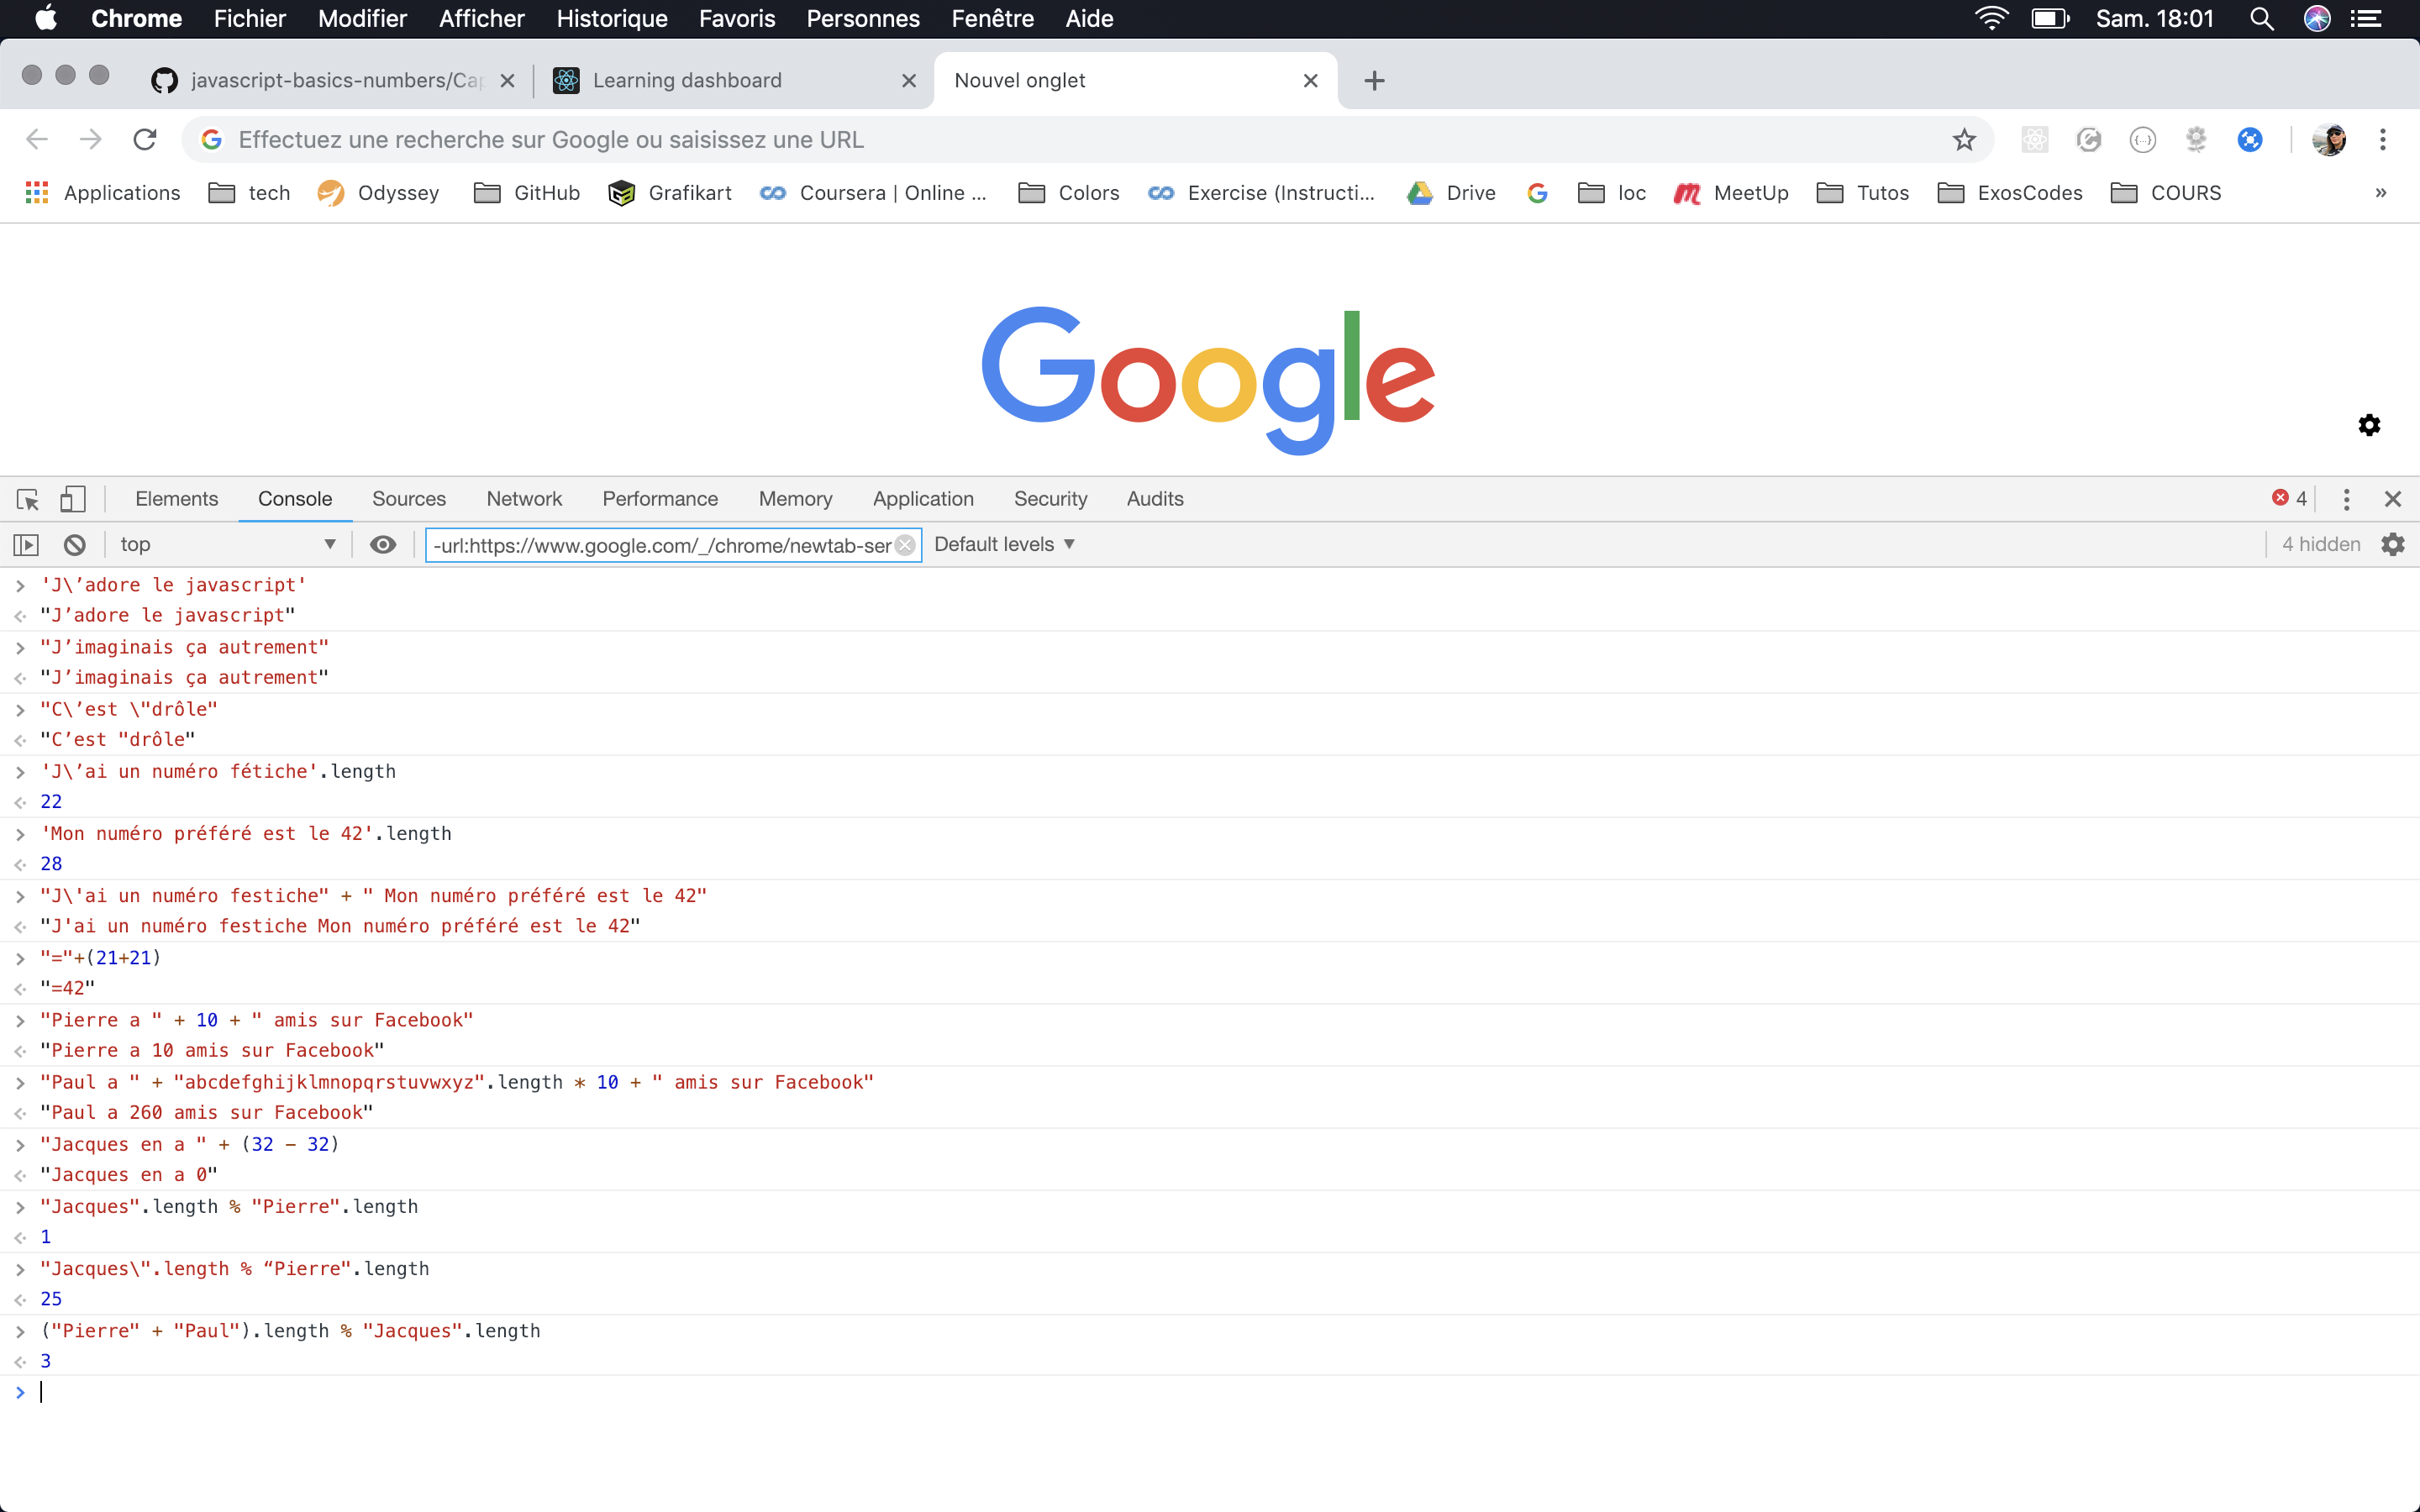 Chrome Fichier Modifier Afficher Historique Favoris Personnes Fenêtre Aide Sam. 18:01
javascript-basics-numbers/Cap Learning dashboard Nouvel onglet
Effectuez une recherche sur Google ou saisissez une URL
Applications tech Odyssey GitHub Grafikart Coursera | Online ... Colors Exercise (Instructi... Drive loc MeetUp Tutos ExosCodes COURS »
Google
Elements Console Sources Network Performance Memory Application Security Audits 4
top -url:https://www.google.com/_/chrome/newtab-ser Default levels 4 hidden
'J\’adore le javascript'
"J’adore le javascript"
"J’imaginais ça autrement"
"J’imaginais ça autrement"
"C\’est \"drôle"
"C’est "drôle"
'J\’ai un numéro fétiche'.length
22
'Mon numéro préféré est le 42'.length
28
"J\'ai un numéro festiche" + " Mon numéro préféré est le 42"
"J'ai un numéro festiche Mon numéro préféré est le 42"
"="+(21+21)
"=42"
"Pierre a " + 10 + " amis sur Facebook"
"Pierre a 10 amis sur Facebook"
"Paul a " + "abcdefghijklmnopqrstuvwxyz".length * 10 + " amis sur Facebook"
"Paul a 260 amis sur Facebook"
"Jacques en a " + (32 - 32)
"Jacques en a 0"
"Jacques".length % "Pierre".length
1
"Jacques\".length % “Pierre".length
25
("Pierre" + "Paul").length % "Jacques".length
3